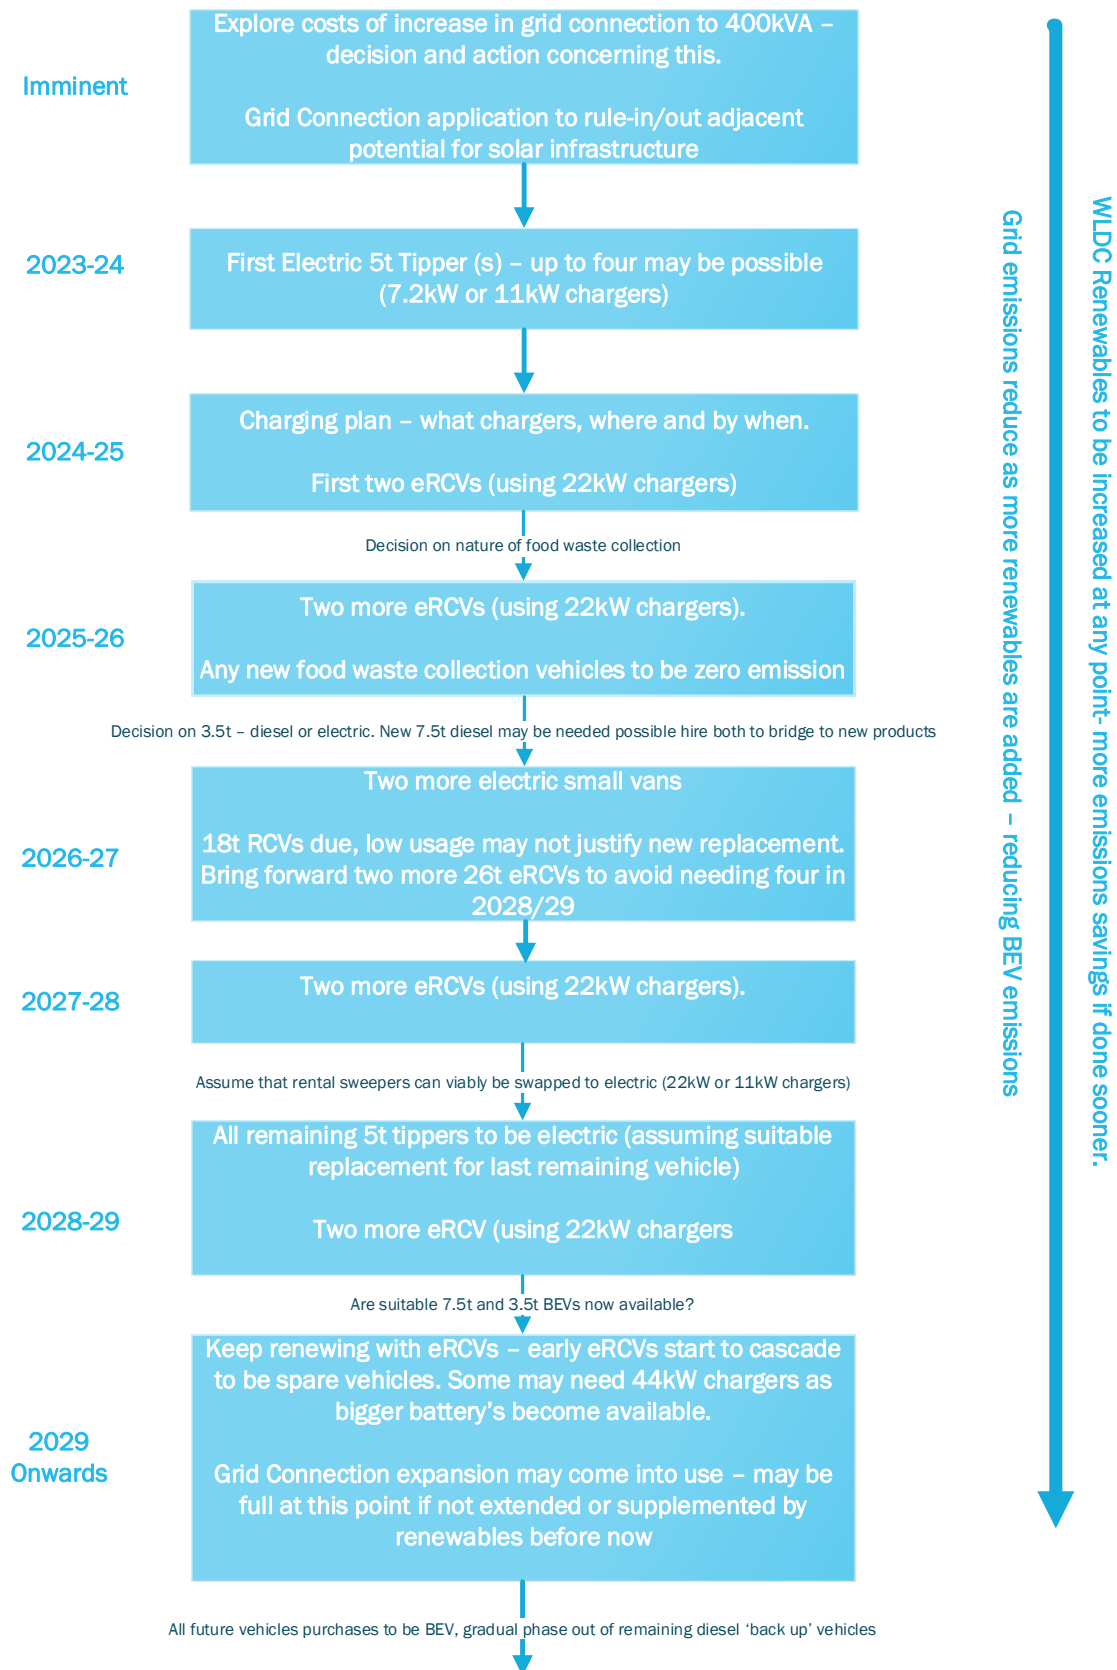 Explore costs of increase in grid connection to 400kVA –
decision and action concerning this.
Grid Connection application to rule-in/out adjacent
potential for solar infrastructure
Imminent
2023-24
First Electric 5t Tipper (s) – up to four may be possible
(7.2kW or 11kW chargers)
2024-25
Charging plan – what chargers, where and by when.
First two eRCVs (using 22kW chargers)
Decision on nature of food waste collection
2025-26
Two more eRCVs (using 22kW chargers).
Any new food waste collection vehicles to be zero emission
Decision on 3.5t – diesel or electric. New 7.5t diesel may be needed possible hire both to bridge to new products
2026-27
Two more electric small vans
18t RCVs due, low usage may not justify new replacement.
Bring forward two more 26t eRCVs to avoid needing four in
2028/29
2027-28
Two more eRCVs (using 22kW chargers).
Assume that rental sweepers can viably be swapped to electric (22kW or 11kW chargers)
2028-29
All remaining 5t tippers to be electric (assuming suitable
replacement for last remaining vehicle)
Two more eRCV (using 22kW chargers
Are suitable 7.5t and 3.5t BEVs now available?
2029
Onwards
Keep renewing with eRCVs – early eRCVs start to cascade
to be spare vehicles. Some may need 44kW chargers as
bigger battery’s become available.
Grid Connection expansion may come into use – may be
full at this point if not extended or supplemented by
renewables before now
All future vehicles purchases to be BEV, gradual phase out of remaining diesel ‘back up’ vehicles
Grid emissions reduce as more renewables are added – reducing BEV emissions
WLDC Renewables to be increased at any point- more emissions savings if done sooner.